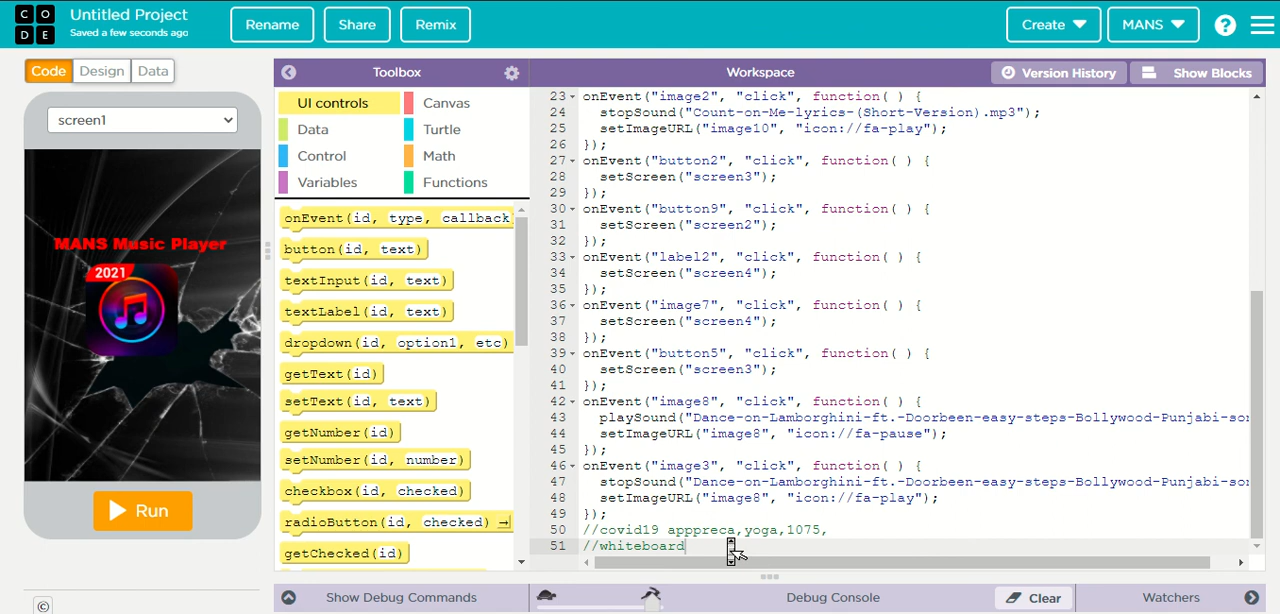 C O D E
Untitled Project
Saved a few seconds ago
Rename
Share
Remix
Create
MANS
?
Code
Design
Data
Toolbox
Workspace
Version History
Show Blocks
screen1
MANS Music Player
2021
Run
UI controls
Canvas
Data
Turtle
Control
Math
Variables
Functions
onEvent(id, type, callback
button(id, text)
textInput(id, text)
textLabel(id, text)
dropdown(id, option1, etc)
getText(id)
setText(id, text)
getNumber(id)
setNumber(id, number)
checkbox(id, checked)
radioButton(id, checked)
getChecked(id)
23 onEvent("image2", "click", function( ) {
24 stopSound("Count-on-Me-lyrics-(Short-Version).mp3");
25 setImageURL("image10", "icon://fa-play");
26 });
27 onEvent("button2", "click", function( ) {
28 setScreen("screen3");
29 });
30 onEvent("button9", "click", function( ) {
31 setScreen("screen2");
32 });
33 onEvent("label2", "click", function( ) {
34 setScreen("screen4");
35 });
36 onEvent("image7", "click", function( ) {
37 setScreen("screen4");
38 });
39 onEvent("button5", "click", function( ) {
40 setScreen("screen3");
41 });
42 onEvent("image8", "click", function( ) {
43 playSound("Dance-on-Lamborghini-ft.-Doorbeen-easy-steps-Bollywood-Punjabi-so
44 setImageURL("image8", "icon://fa-pause");
45 });
46 onEvent("image3", "click", function( ) {
47 stopSound("Dance-on-Lamborghini-ft.-Doorbeen-easy-steps-Bollywood-Punjabi-so
48 setImageURL("image8", "icon://fa-play");
49 });
50 //covid19 apppreca,yoga,1075,
51 //whiteboard
©
Show Debug Commands
Debug Console
Clear
Watchers